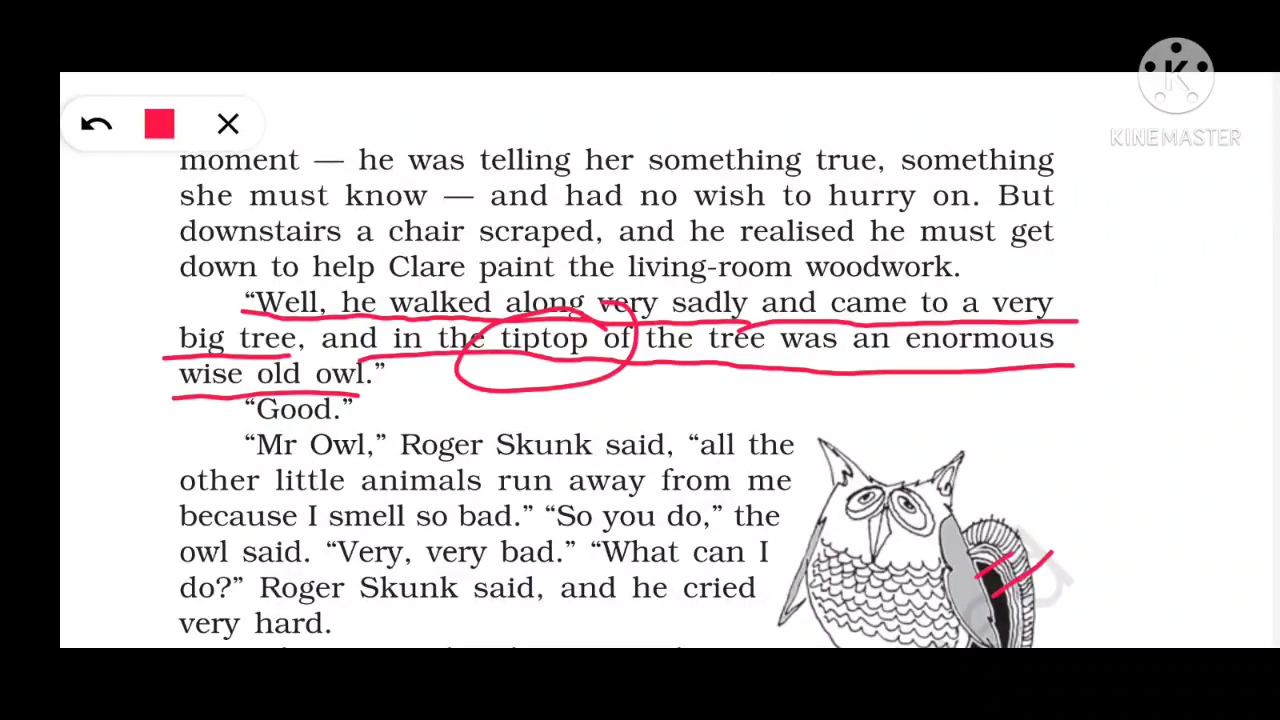 KINEMASTER
moment — he was telling her something true, something
she must know — and had no wish to hurry on. But
downstairs a chair scraped, and he realised he must get
down to help Clare paint the living-room woodwork.
“Well, he walked along very sadly and came to a very
big tree, and in the tiptop of the tree was an enormous
wise old owl.”
“Good.”
“Mr Owl,” Roger Skunk said, “all the
other little animals run away from me
because I smell so bad.” “So you do,” the
owl said. “Very, very bad.” “What can I
do?” Roger Skunk said, and he cried
very hard.